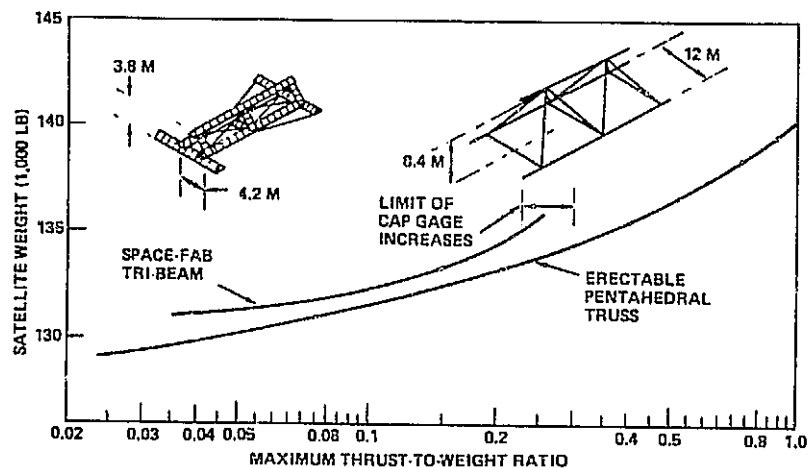 145
140
135
130
SATELLITE WEIGHT (1,000 LB)
3.8 M
4.2 M
12 M
0.4 M
LIMIT OF
CAP GAGE
INCREASES
SPACE-FAB
TRI-BEAM
ERECTABLE
PENTAHEDRAL
TRUSS
0.02 0.03 0.04 0.05 0.08 0.1 0.2 0.4 0.5 0.8 1.0
MAXIMUM THRUST-TO-WEIGHT RATIO